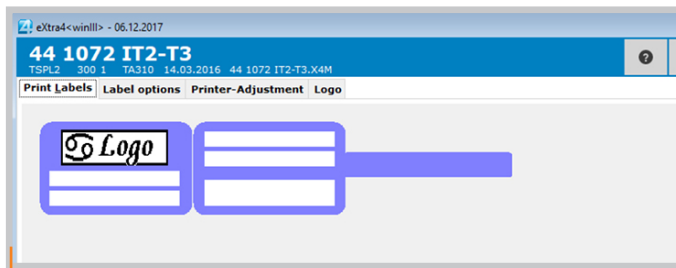 eXtra4<winIII> - 06.12.2017
44 1072 IT2-T3
TSPL2 300 1 TA310 14.03.2016 44 1072 IT2-T3.X4M
?
Print Labels Label options Printer-Adjustment Logo
Logo